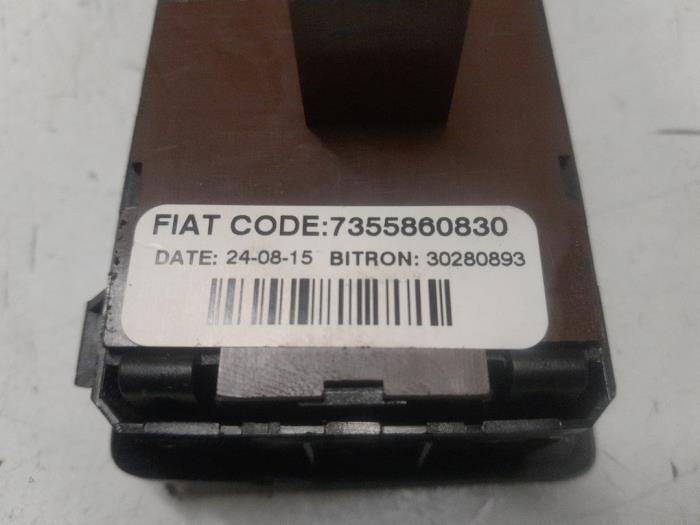 FIAT CODE:7355860830
DATE: 24-08-15 BITRON: 30280893